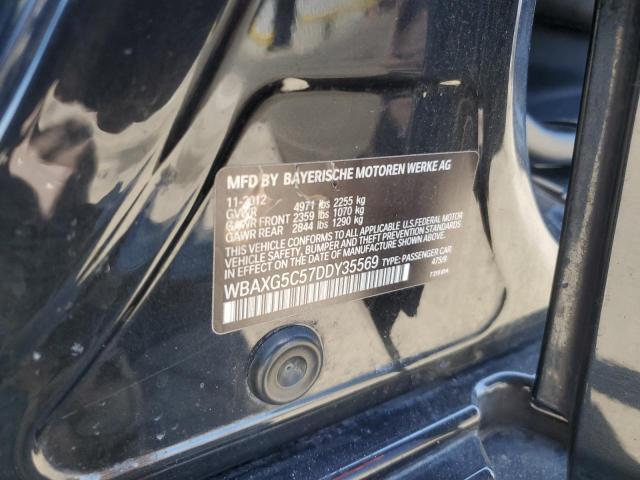 MFD BY BAYERISCHE MOTOREN WERKE AG
11-2012
GVWR 4971 lbs 2255 kg
GAWR FRONT 2359 lbs 1070 kg
GAWR REAR 2844 lbs 1290 kg
THIS VEHICLE CONFORMS TO ALL APPLICABLE U.S.FEDERAL MOTOR
VEHICLE SAFETY, BUMPER AND THEFT PREVENTION STANDARDS
IN EFFECT ON THE DATE OF MANUFACTURE SHOWN ABOVE.
WBAXG5C57DDY35569 TYPE: PASSENGER CAR